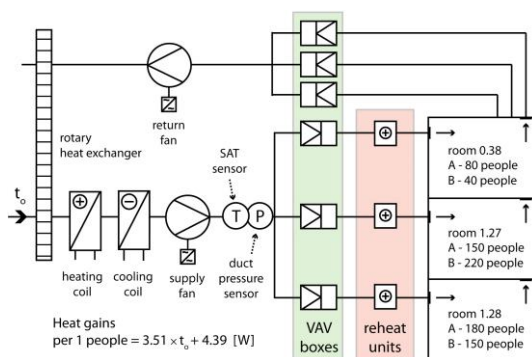 return
fan
rotary
heat exchanger
SAT
sensor
tₒ
+
−
T
P
heating
coil
cooling
coil
supply
fan
duct
pressure
sensor
Heat gains
per 1 people = 3.51 × tₒ + 4.39 [W]
VAV
boxes
+
+
+
reheat
units
room 0.38
A - 80 people
B - 40 people
room 1.27
A - 150 people
B - 220 people
room 1.28
A - 180 people
B - 150 people